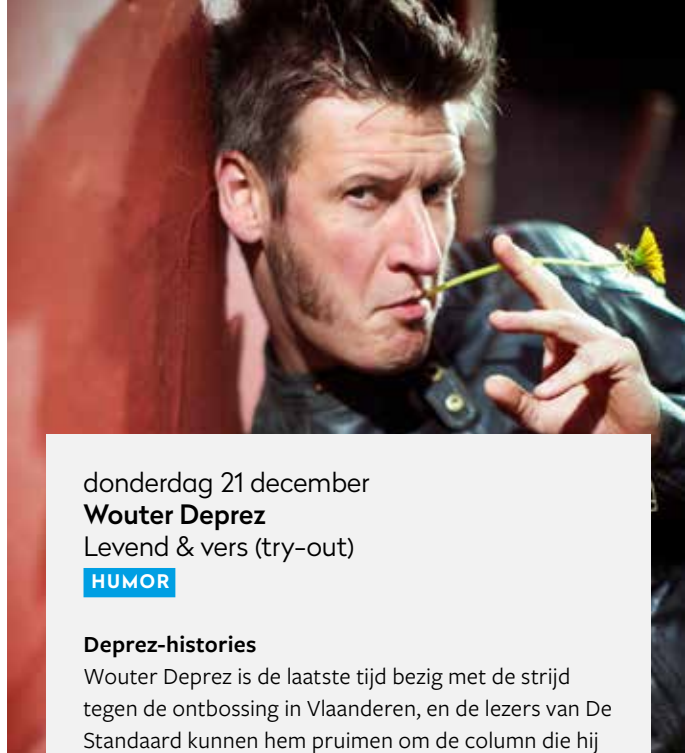 donderdag 21 december
Wouter Deprez
Levend & vers (try-out)
HUMOR
Deprez-histories
Wouter Deprez is de laatste tijd bezig met de strijd
tegen de ontbossing in Vlaanderen, en de lezers van De
Standaard kunnen hem pruimen om de column die hij